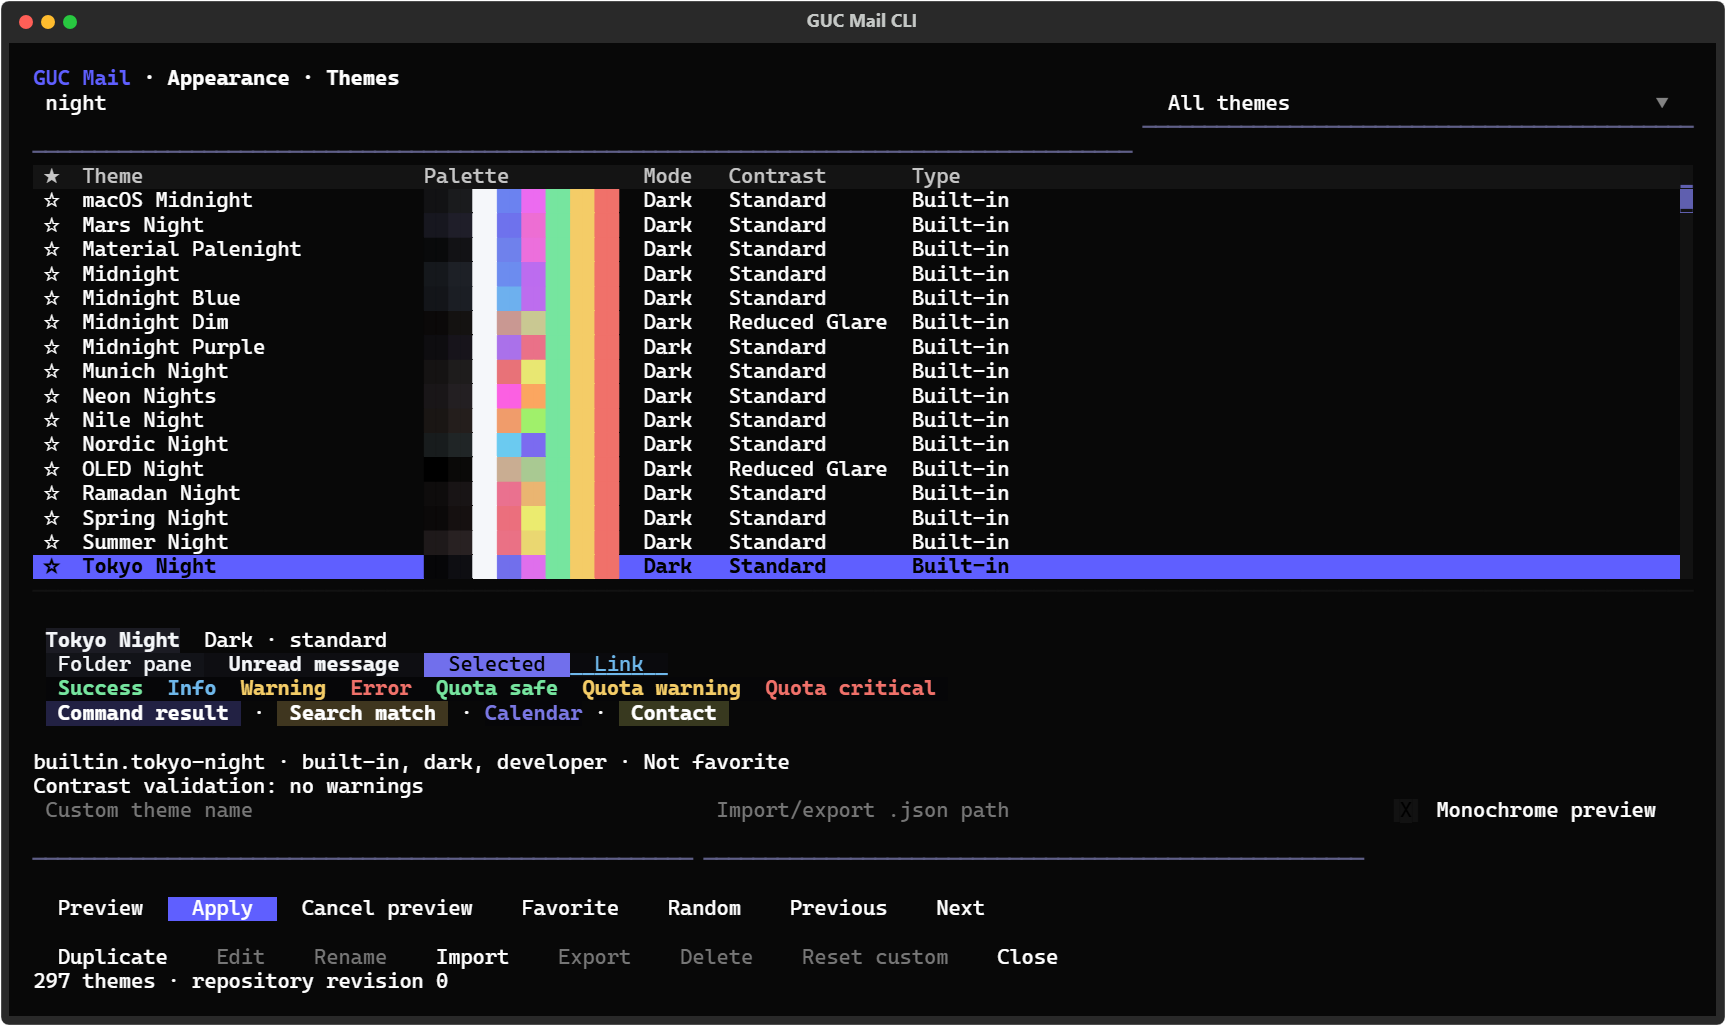 GUC Mail CLI
GUC Mail · Appearance · Themes
night
All themes ▼
★ Theme Palette Mode Contrast Type
☆ macOS Midnight Dark Standard Built-in
☆ Mars Night Dark Standard Built-in
☆ Material Palenight Dark Standard Built-in
☆ Midnight Dark Standard Built-in
☆ Midnight Blue Dark Standard Built-in
☆ Midnight Dim Dark Reduced Glare Built-in
☆ Midnight Purple Dark Standard Built-in
☆ Munich Night Dark Standard Built-in
☆ Neon Nights Dark Standard Built-in
☆ Nile Night Dark Standard Built-in
☆ Nordic Night Dark Standard Built-in
☆ OLED Night Dark Reduced Glare Built-in
☆ Ramadan Night Dark Standard Built-in
☆ Spring Night Dark Standard Built-in
☆ Summer Night Dark Standard Built-in
☆ Tokyo Night Dark Standard Built-in
Tokyo Night Dark · standard
Folder pane Unread message Selected Link
Success Info Warning Error Quota safe Quota warning Quota critical
Command result · Search match · Calendar · Contact
builtin.tokyo-night · built-in, dark, developer · Not favorite
Contrast validation: no warnings
Custom theme name Import/export .json path X Monochrome preview
Preview Apply Cancel preview Favorite Random Previous Next
Duplicate Edit Rename Import Export Delete Reset custom Close
297 themes · repository revision 0